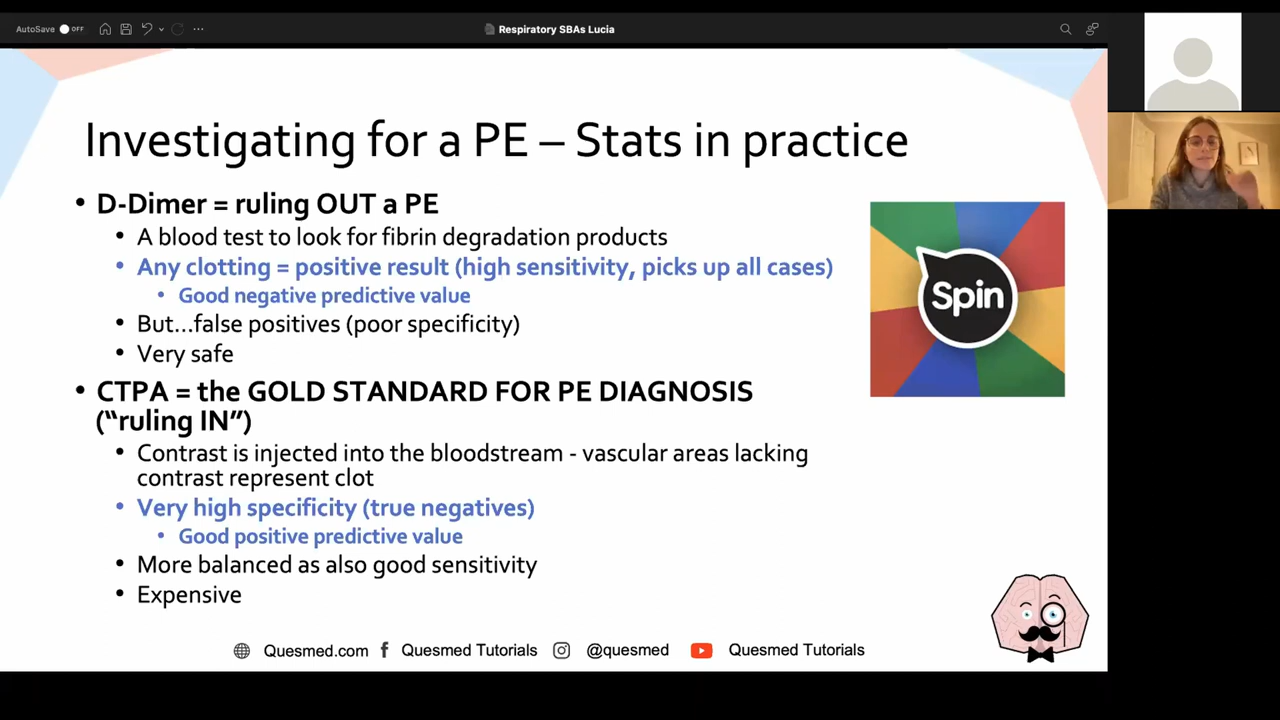 AutoSave OFF
Respiratory SBAs Lucia
Investigating for a PE – Stats in practice
• D-Dimer = ruling OUT a PE
• A blood test to look for fibrin degradation products
• Any clotting = positive result (high sensitivity, picks up all cases)
• Good negative predictive value
• But...false positives (poor specificity)
• Very safe
• CTPA = the GOLD STANDARD FOR PE DIAGNOSIS
(“ruling IN”)
• Contrast is injected into the bloodstream - vascular areas lacking
contrast represent clot
• Very high specificity (true negatives)
• Good positive predictive value
• More balanced as also good sensitivity
• Expensive
Spin
Quesmed.com Quesmed Tutorials @quesmed Quesmed Tutorials